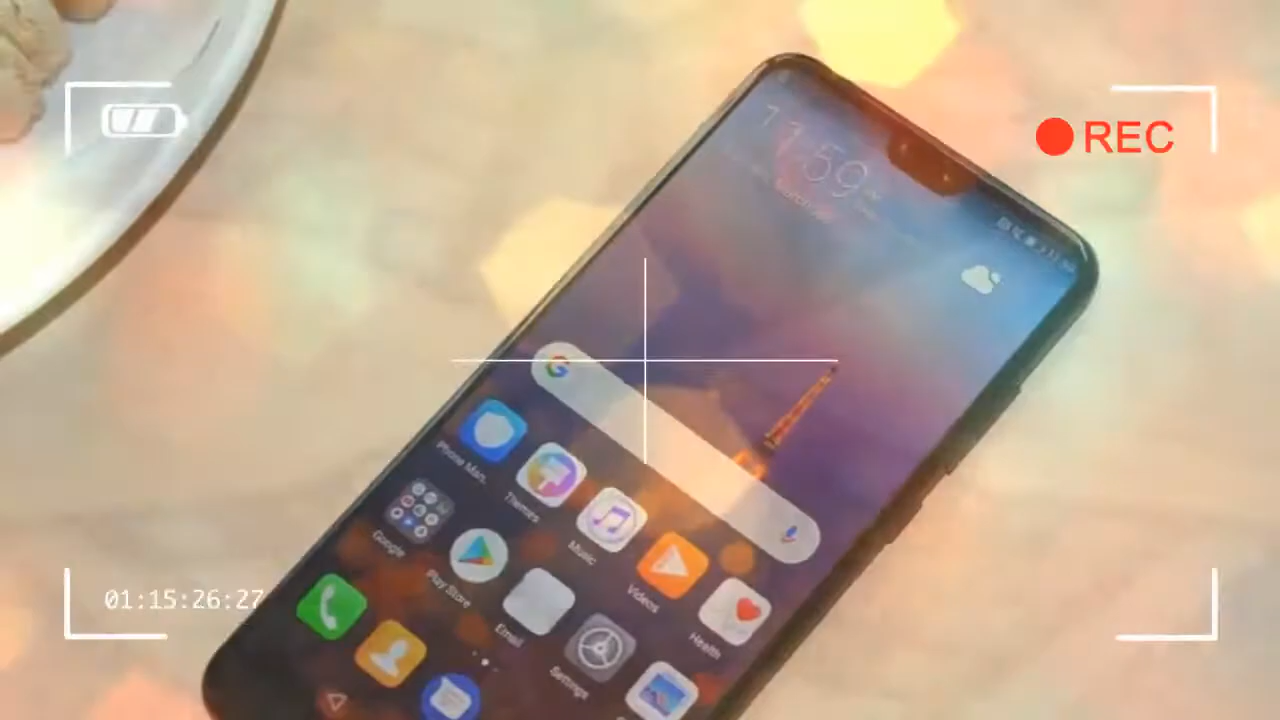 REC
11:59
Phone Man.
Themes
Music
Videos
Health
Google
Play Store
Email
Settings
01:15:26:27